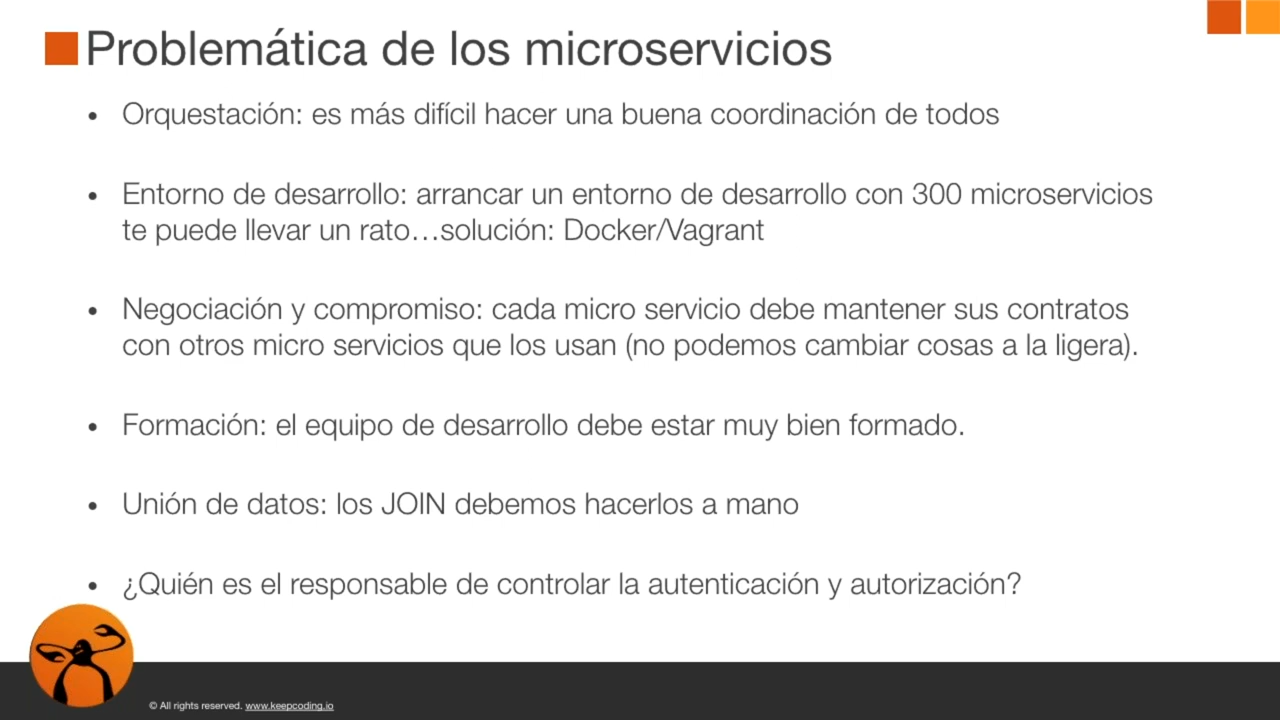 Problemática de los microservicios
• Orquestación: es más difícil hacer una buena coordinación de todos
• Entorno de desarrollo: arrancar un entorno de desarrollo con 300 microservicios
te puede llevar un rato…solución: Docker/Vagrant
• Negociación y compromiso: cada micro servicio debe mantener sus contratos
con otros micro servicios que los usan (no podemos cambiar cosas a la ligera).
• Formación: el equipo de desarrollo debe estar muy bien formado.
• Unión de datos: los JOIN debemos hacerlos a mano
• ¿Quién es el responsable de controlar la autenticación y autorización?
© All rights reserved. www.keepcoding.io